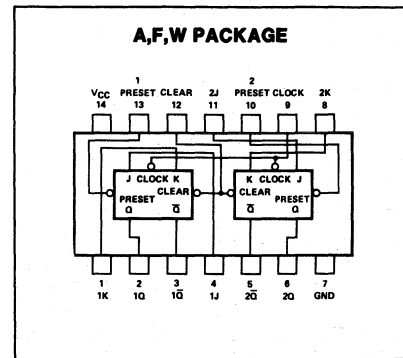 A,F,W PACKAGE
1 2
VCC PRESET CLEAR 2J PRESET CLOCK 2K
14 13 12 11 10 9 8
J CLOCK K K CLOCK J
CLEAR CLEAR
PRESET PRESET
Q Q̅ Q̅ Q
1 2 3 4 5 6 7
1K 1Q 1Q̅ 1J 2Q̅ 2Q GND